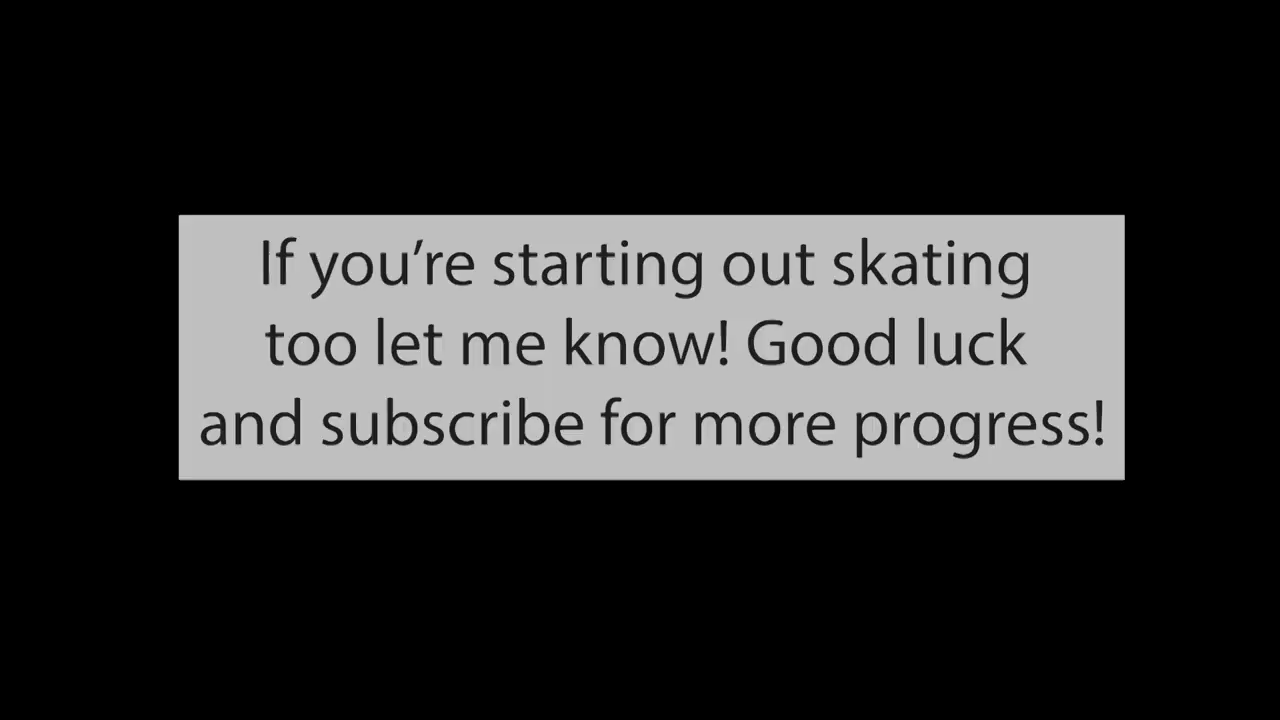 If you’re starting out skating
too let me know! Good luck
and subscribe for more progress!